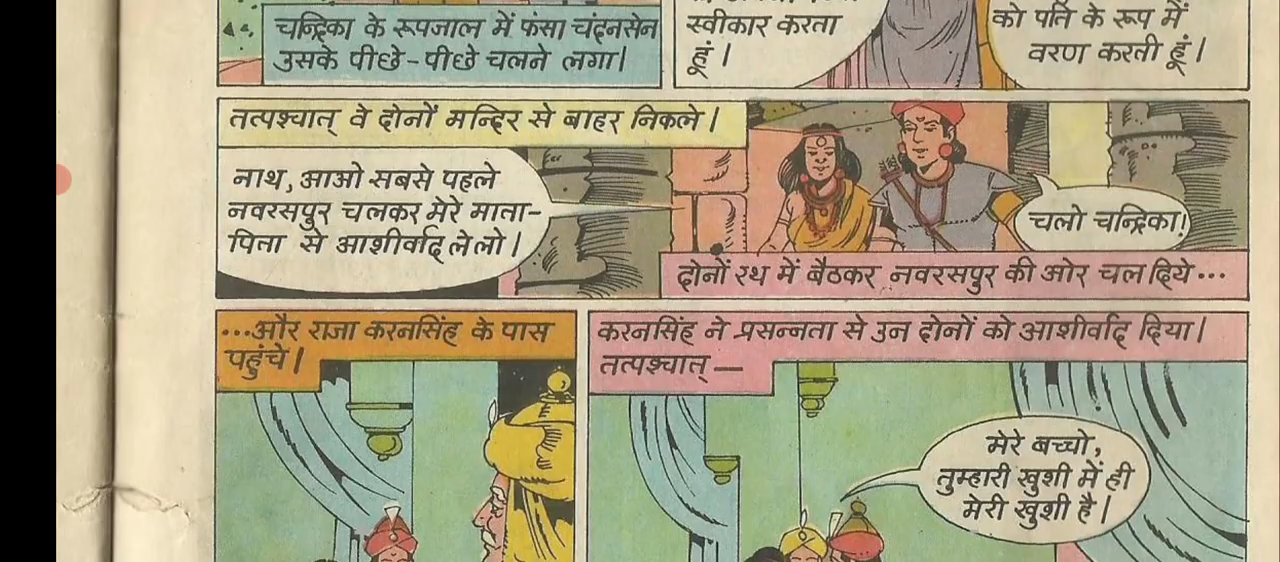 चन्द्रिका के रूपजाल में फंसा चंदनसेन
उसके पीछे-पीछे चलने लगा।
स्वीकार करता
हूं।
को पति के रूप में
वरण करती हूं।
तत्पश्चात् वे दोनों मन्दिर से बाहर निकले।
नाथ, आओ सबसे पहले
नवरसपुर चलकर मेरे माता-
पिता से आशीर्वाद ले लो।
चलो चन्द्रिका!
दोनों रथ में बैठकर नवरसपुर की ओर चल दिये...
...और राजा करनसिंह के पास
पहुंचे।
करनसिंह ने प्रसन्नता से उन दोनों को आशीर्वाद दिया।
तत्पश्चात्—
मेरे बच्चो,
तुम्हारी खुशी में ही
मेरी खुशी है।